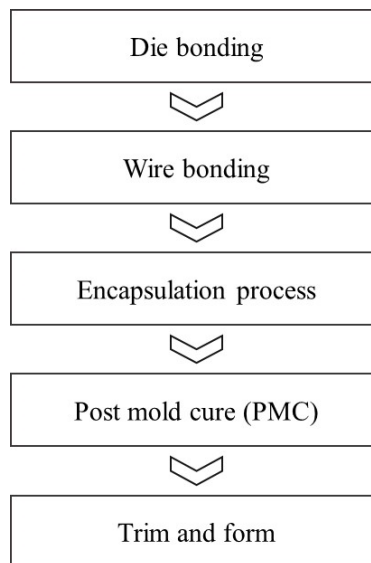 Die bonding
Wire bonding
Encapsulation process
Post mold cure (PMC)
Trim and form